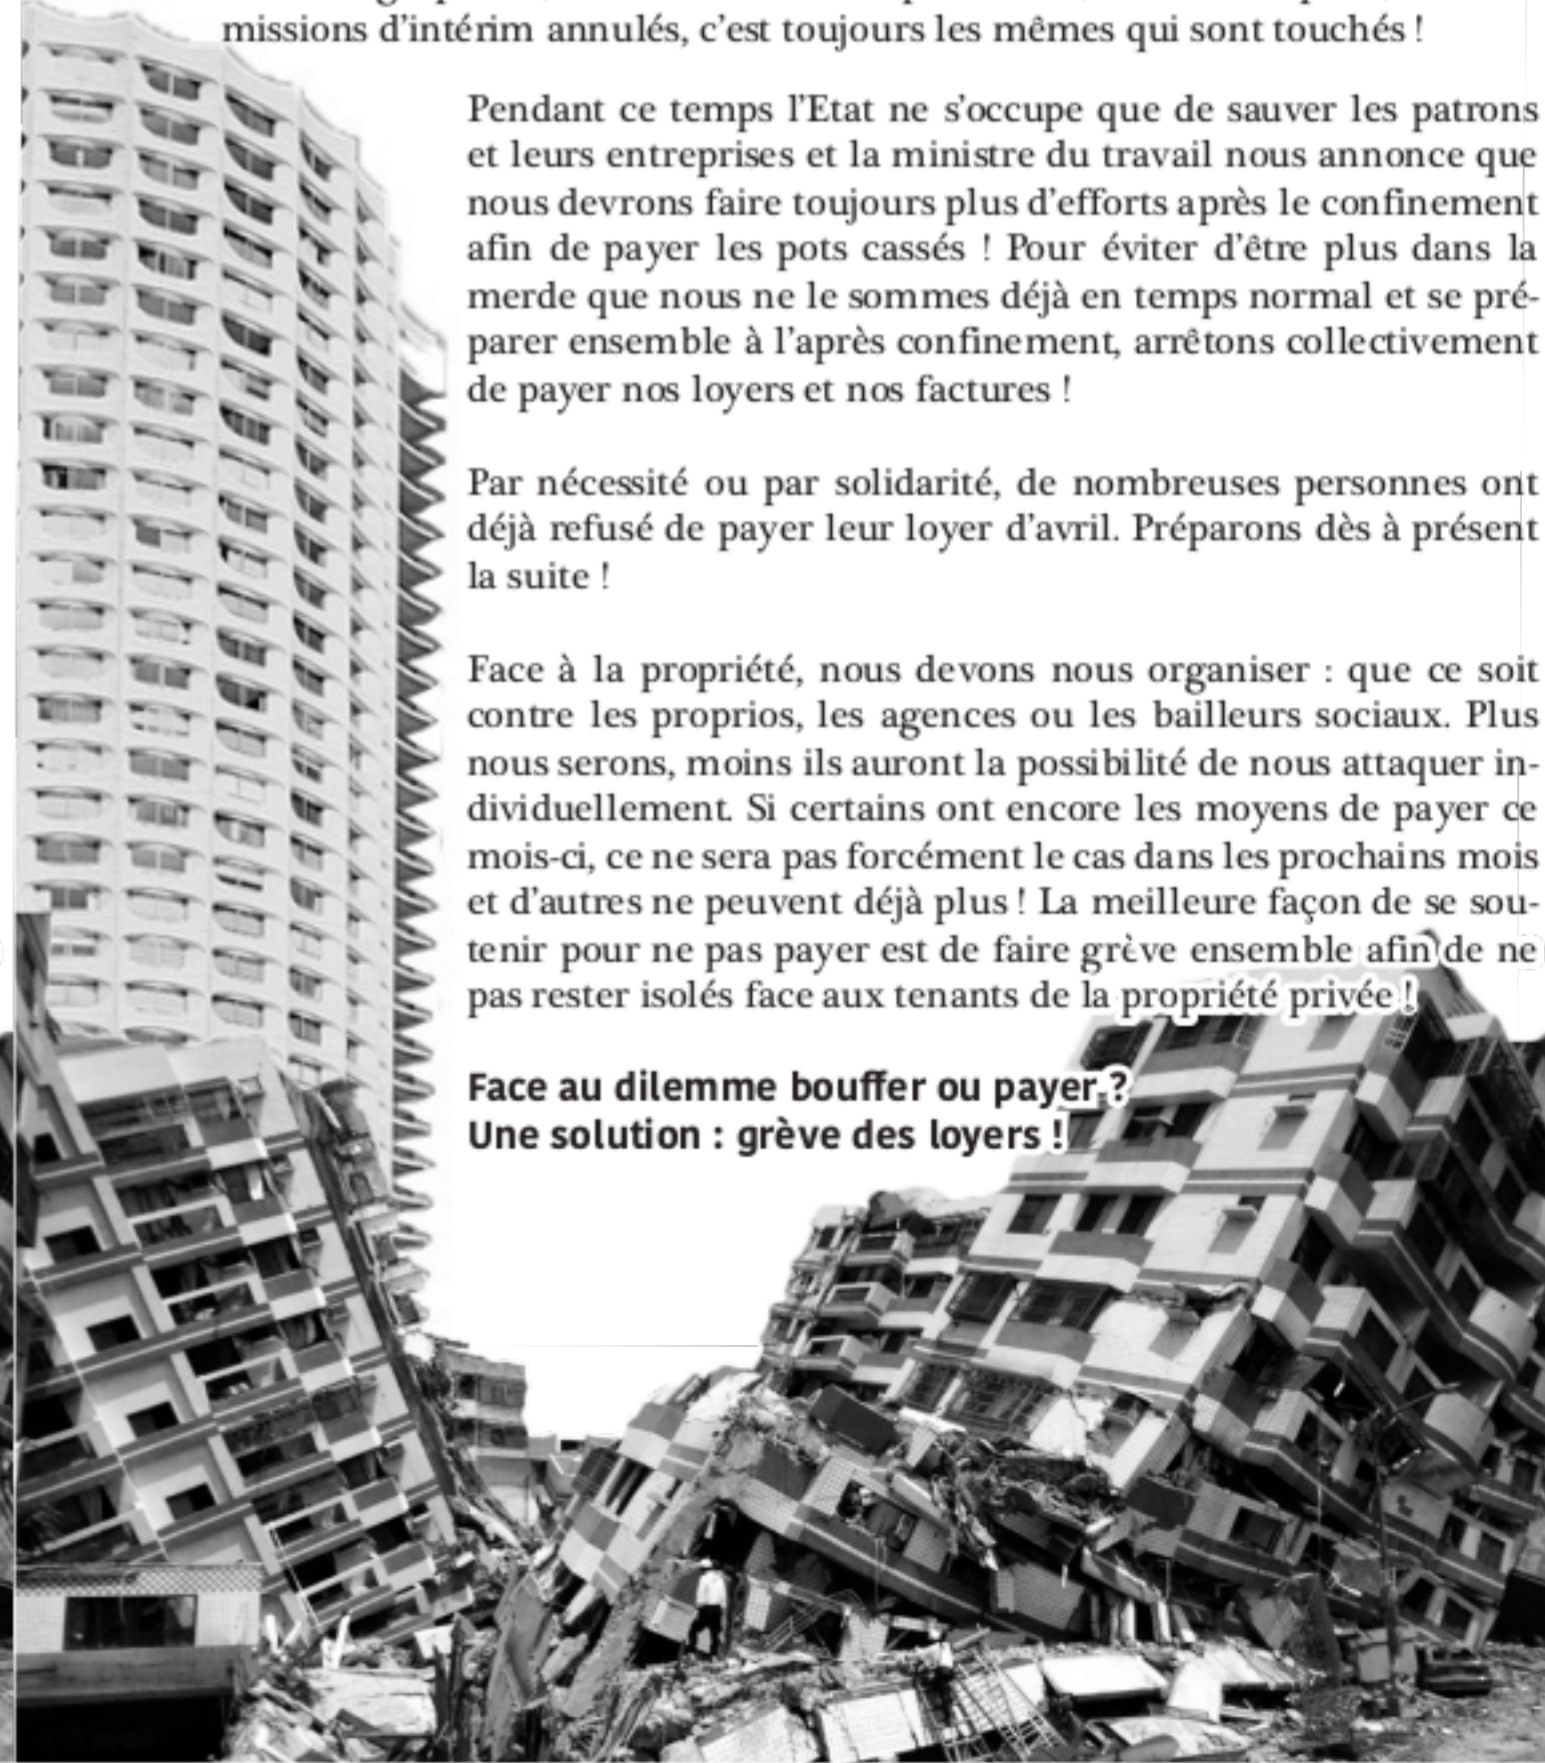 missions d'intérim annulés, c'est toujours les mêmes qui sont touchés !
Pendant ce temps l'Etat ne s'occupe que de sauver les patrons
et leurs entreprises et la ministre du travail nous annonce que
nous devrons faire toujours plus d'efforts après le confinement
afin de payer les pots cassés ! Pour éviter d'être plus dans la
merde que nous ne le sommes déjà en temps normal et se pré-
parer ensemble à l'après confinement, arrêtons collectivement
de payer nos loyers et nos factures !
Par nécessité ou par solidarité, de nombreuses personnes ont
déjà refusé de payer leur loyer d'avril. Préparons dès à présent
la suite !
Face à la propriété, nous devons nous organiser : que ce soit
contre les proprios, les agences ou les bailleurs sociaux. Plus
nous serons, moins ils auront la possibilité de nous attaquer in-
dividuellement. Si certains ont encore les moyens de payer ce
mois-ci, ce ne sera pas forcément le cas dans les prochains mois
et d'autres ne peuvent déjà plus ! La meilleure façon de se sou-
tenir pour ne pas payer est de faire grève ensemble afin de ne
pas rester isolés face aux tenants de la propriété privée !
Face au dilemme bouffer ou payer ?
Une solution : grève des loyers !